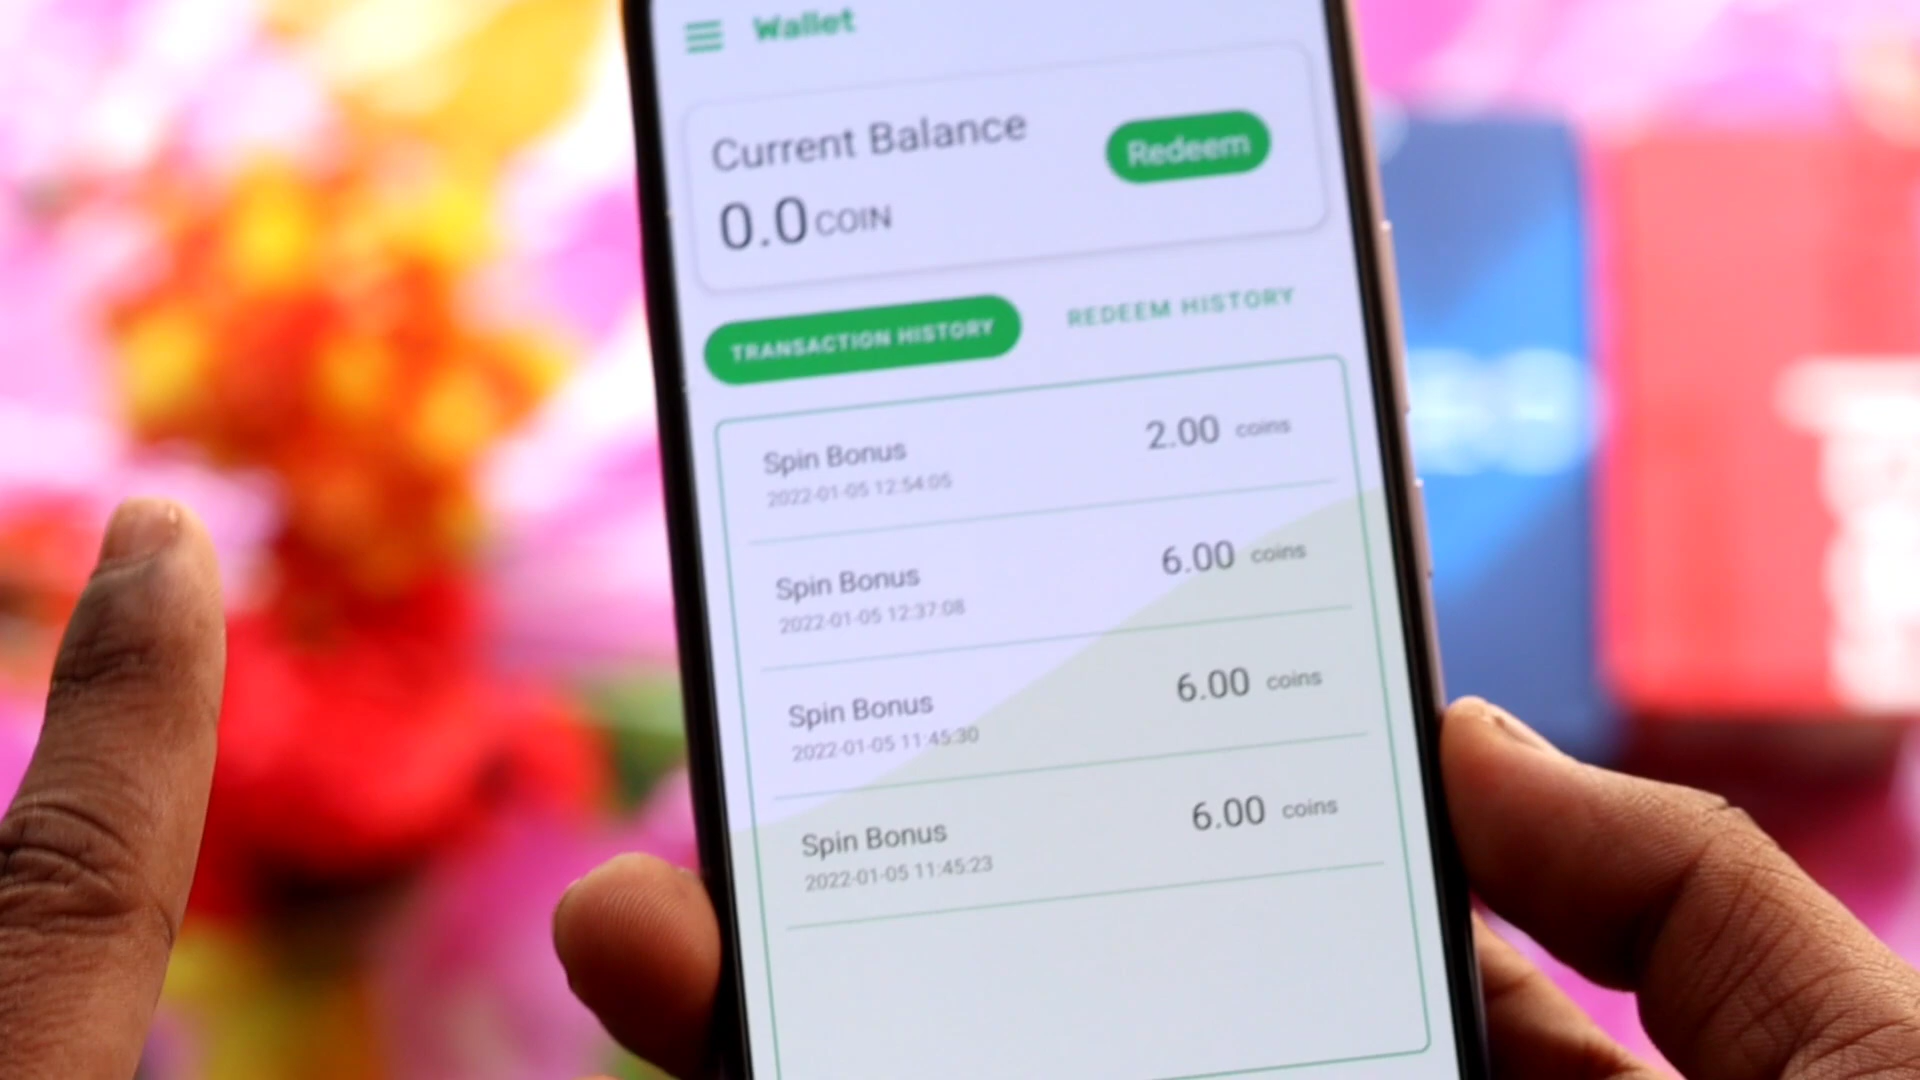 Wallet
Current Balance
Redeem
0.0 COIN
TRANSACTION HISTORY
REDEEM HISTORY
Spin Bonus
2.00 coins
2022-01-05 12:54:05
Spin Bonus
6.00 coins
2022-01-05 12:37:08
Spin Bonus
6.00 coins
2022-01-05 11:45:30
Spin Bonus
6.00 coins
2022-01-05 11:45:23